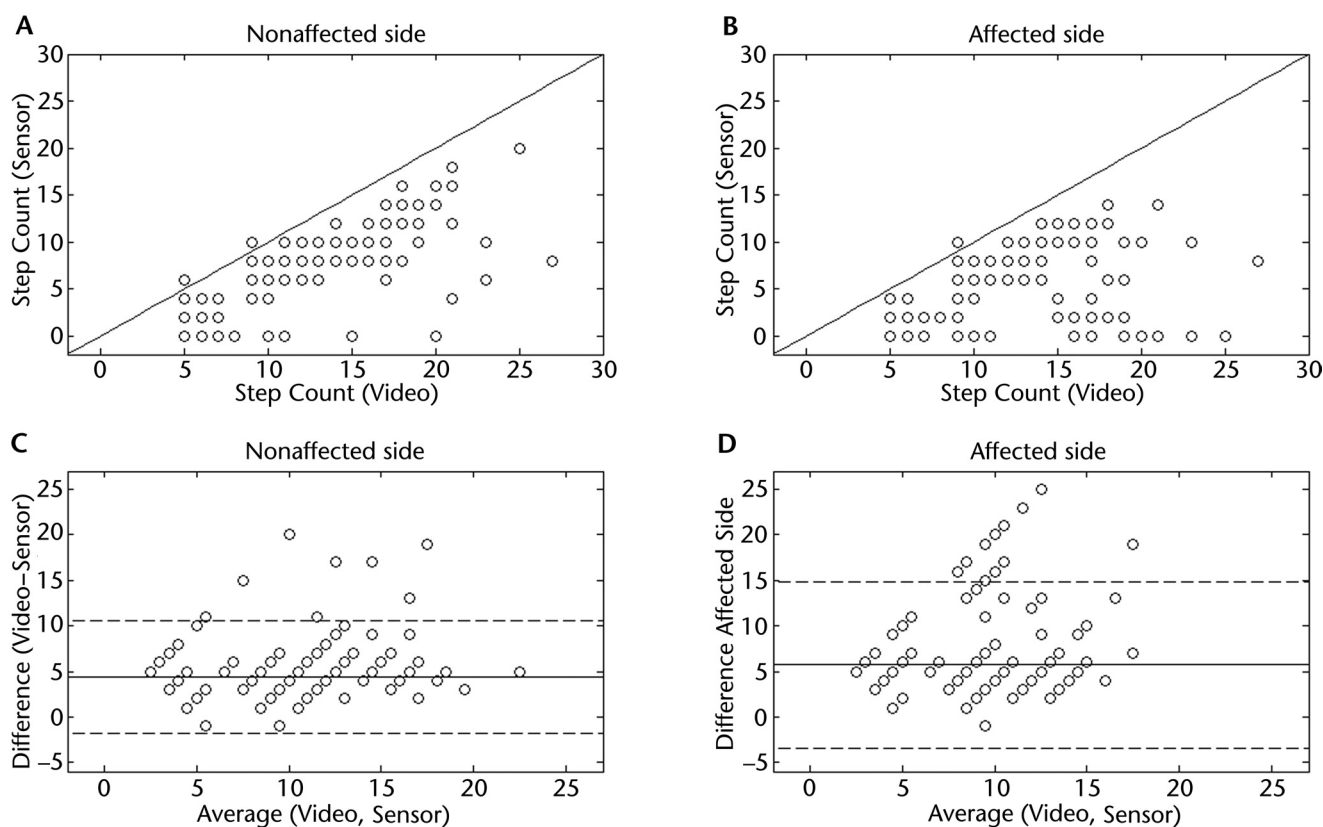 A
Nonaffected side
30
25
20
15
10
5
0
Step Count (Sensor)
0 5 10 15 20 25 30
Step Count (Video)
B
Affected side
30
25
20
15
10
5
0
Step Count (Sensor)
0 5 10 15 20 25 30
Step Count (Video)
C
Nonaffected side
25
20
15
10
5
0
–5
Difference (Video–Sensor)
0 5 10 15 20 25
Average (Video, Sensor)
D
Affected side
25
20
15
10
5
0
–5
Difference Affected Side
0 5 10 15 20 25
Average (Video, Sensor)